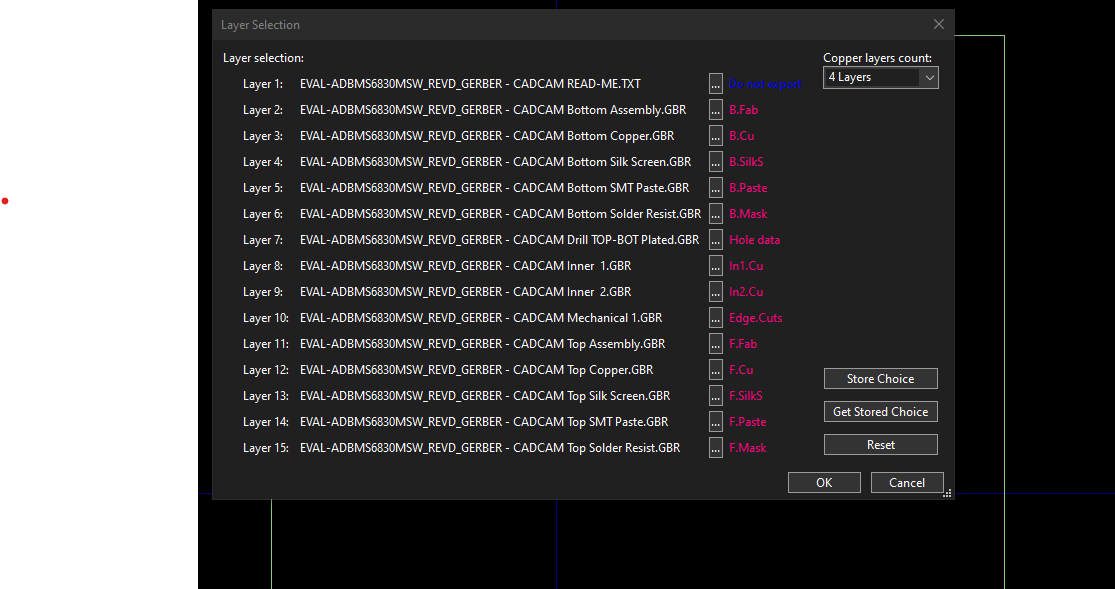 Layer Selection
Layer selection:
Copper layers count:
4 Layers
Layer 1: EVAL-ADBMS6830MSW_REVD_GERBER - CADCAM READ-ME.TXT ... Do not export
Layer 2: EVAL-ADBMS6830MSW_REVD_GERBER - CADCAM Bottom Assembly.GBR ... B.Fab
Layer 3: EVAL-ADBMS6830MSW_REVD_GERBER - CADCAM Bottom Copper.GBR ... B.Cu
Layer 4: EVAL-ADBMS6830MSW_REVD_GERBER - CADCAM Bottom Silk Screen.GBR ... B.SilkS
Layer 5: EVAL-ADBMS6830MSW_REVD_GERBER - CADCAM Bottom SMT Paste.GBR ... B.Paste
Layer 6: EVAL-ADBMS6830MSW_REVD_GERBER - CADCAM Bottom Solder Resist.GBR ... B.Mask
Layer 7: EVAL-ADBMS6830MSW_REVD_GERBER - CADCAM Drill TOP-BOT Plated.GBR ... Hole data
Layer 8: EVAL-ADBMS6830MSW_REVD_GERBER - CADCAM Inner  1.GBR ... In1.Cu
Layer 9: EVAL-ADBMS6830MSW_REVD_GERBER - CADCAM Inner  2.GBR ... In2.Cu
Layer 10: EVAL-ADBMS6830MSW_REVD_GERBER - CADCAM Mechanical 1.GBR ... Edge.Cuts
Layer 11: EVAL-ADBMS6830MSW_REVD_GERBER - CADCAM Top Assembly.GBR ... F.Fab
Layer 12: EVAL-ADBMS6830MSW_REVD_GERBER - CADCAM Top Copper.GBR ... F.Cu
Layer 13: EVAL-ADBMS6830MSW_REVD_GERBER - CADCAM Top Silk Screen.GBR ... F.SilkS
Layer 14: EVAL-ADBMS6830MSW_REVD_GERBER - CADCAM Top SMT Paste.GBR ... F.Paste
Layer 15: EVAL-ADBMS6830MSW_REVD_GERBER - CADCAM Top Solder Resist.GBR ... F.Mask
Store Choice
Get Stored Choice
Reset
OK
Cancel